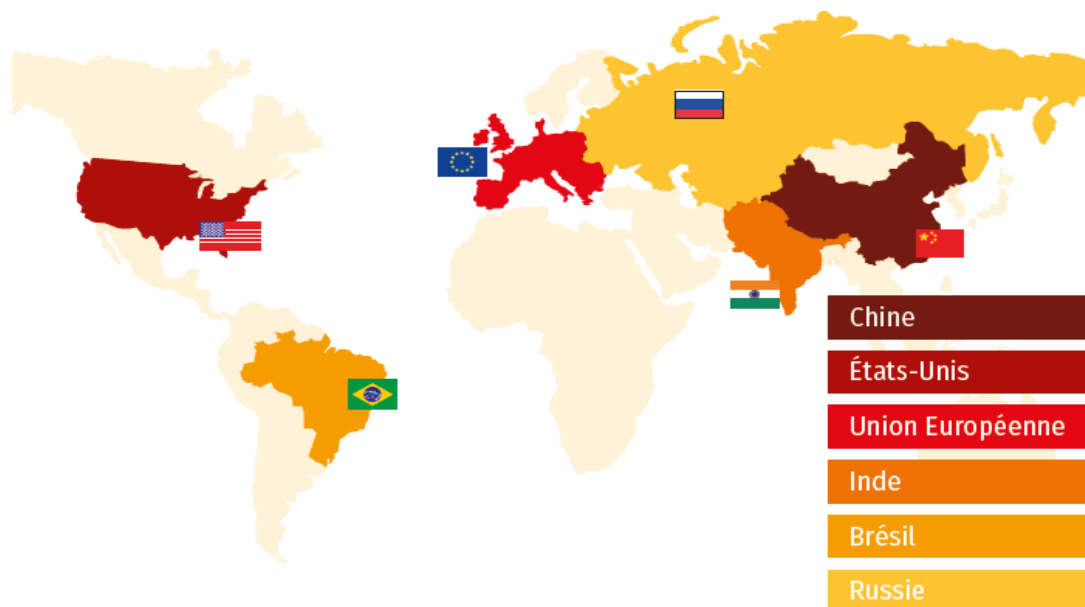 Chine
États-Unis
Union Européenne
Inde
Brésil
Russie